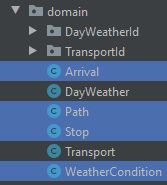 domain
DayWeatherId
TransportId
Arrival
DayWeather
Path
Stop
Transport
WeatherCondition